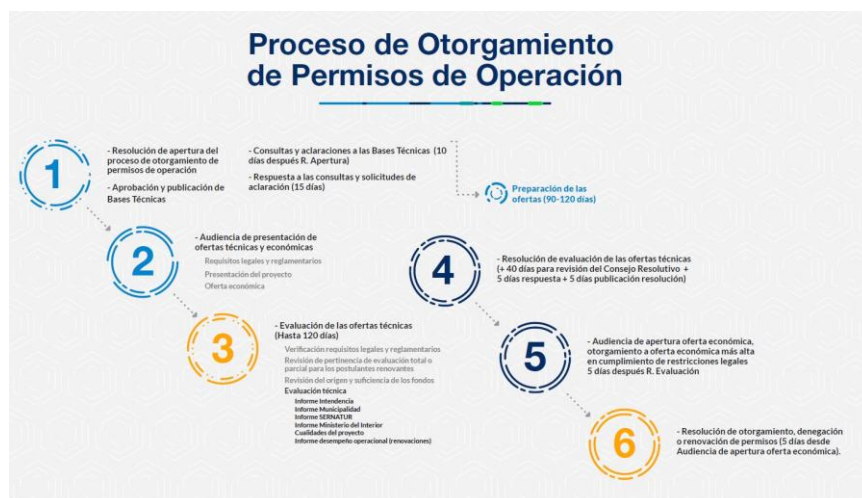 Proceso de Otorgamiento
de Permisos de Operación
1
- Resolución de apertura del
proceso de otorgamiento de
permisos de operación
- Aprobación y publicación de
Bases Técnicas
- Consultas y aclaraciones a las Bases Técnicas (10
días después R. Apertura)
- Respuesta a las consultas y solicitudes de
aclaración (15 días)
Preparación de las
ofertas (90-120 días)
2
- Audiencia de presentación de
ofertas técnicas y económicas
Requisitos legales y reglamentarios
Presentación del proyecto
Oferta económica
3
- Evaluación de las ofertas técnicas
(Hasta 120 días)
Verificación requisitos legales y reglamentarios
Revisión de pertinencia de evaluación total o
parcial para los postulantes renovantes
Revisión del origen y suficiencia de los fondos
Evaluación técnica
Informe Intendencia
Informe Municipalidad
Informe SERNATUR
Informe Ministerio del Interior
Cualidades del proyecto
Informe desempeño operacional (renovaciones)
4
- Resolución de evaluación de las ofertas técnicas
(+ 40 días para revisión del Consejo Resolutivo +
5 días respuesta + 5 días publicación resolución)
5
- Audiencia de apertura oferta económica,
otorgamiento a oferta económica más alta
en cumplimiento de restricciones legales
5 días después R. Evaluación
6
- Resolución de otorgamiento, denegación
o renovación de permisos (5 días desde
Audiencia de apertura oferta económica).